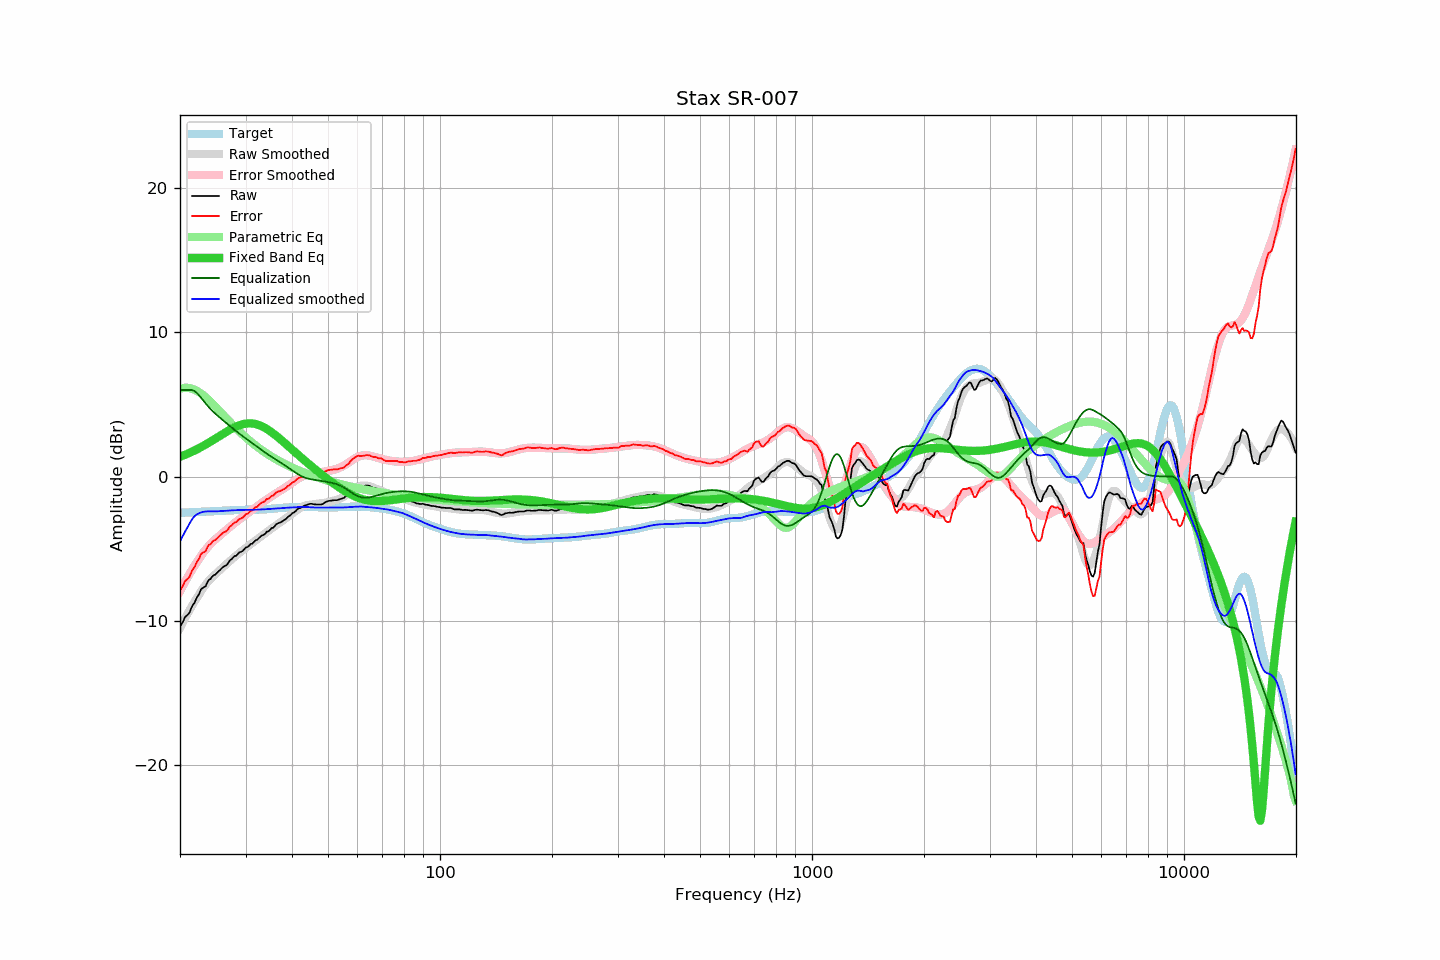 Stax SR-007
Target
Raw Smoothed
Error Smoothed
Raw
Error
Parametric Eq
Fixed Band Eq
Equalization
Equalized smoothed
Amplitude (dBr)
20
10
0
−10
−20
100
1000
10000
Frequency (Hz)